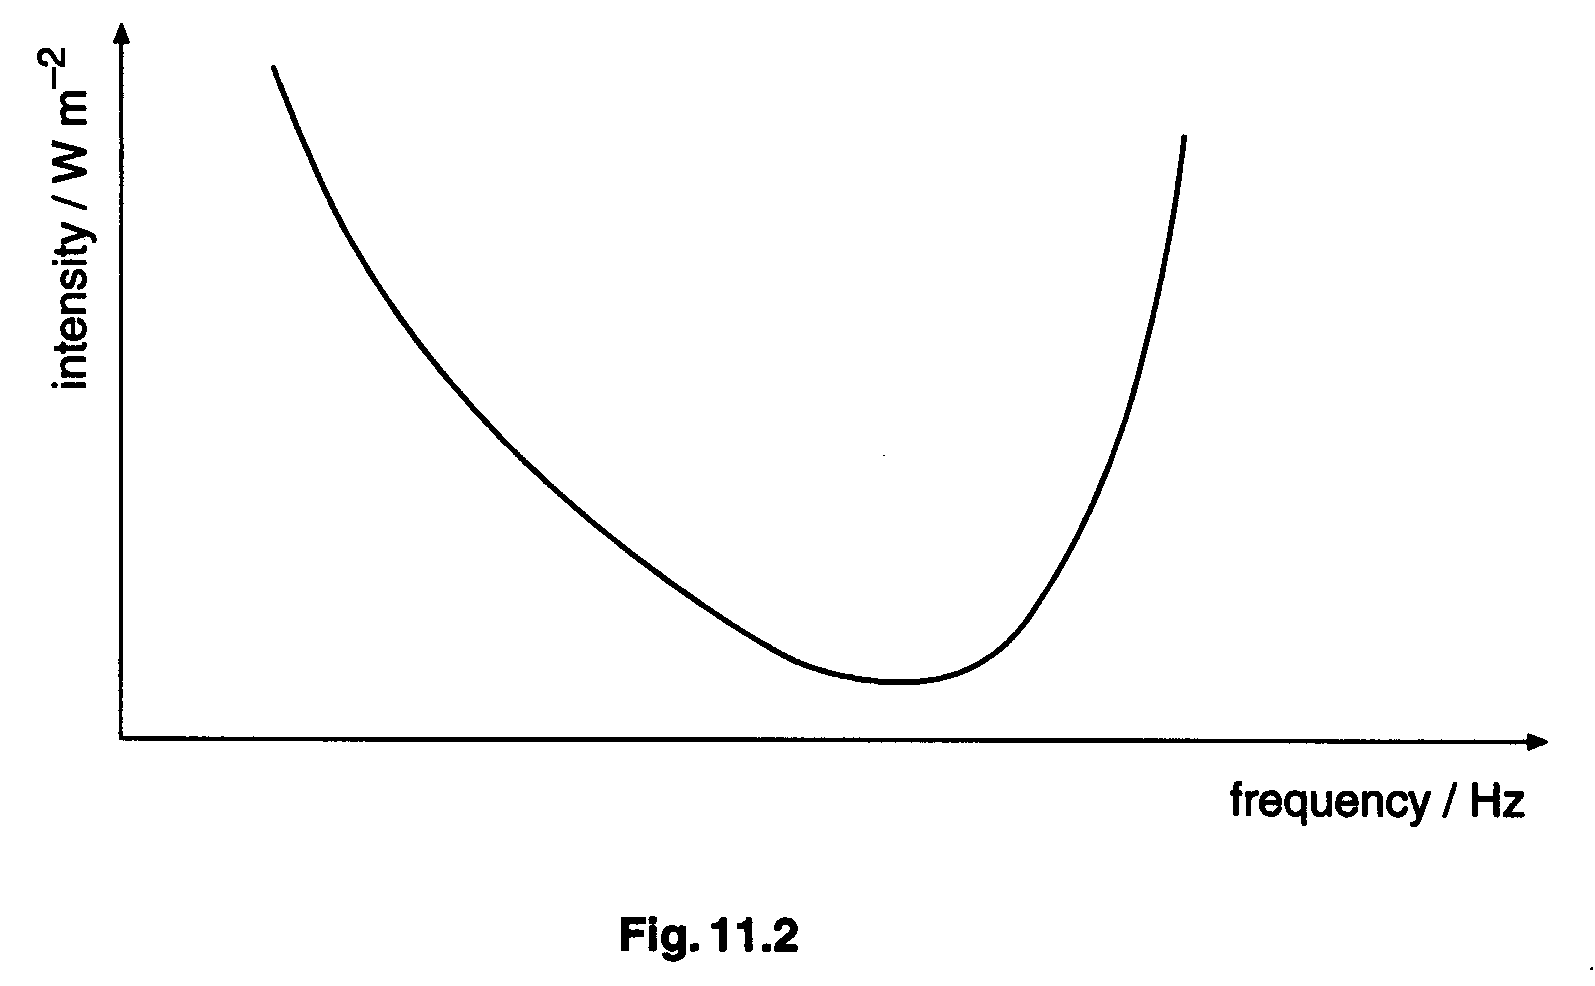 intensity / W m⁻²
frequency / Hz
Fig. 11.2